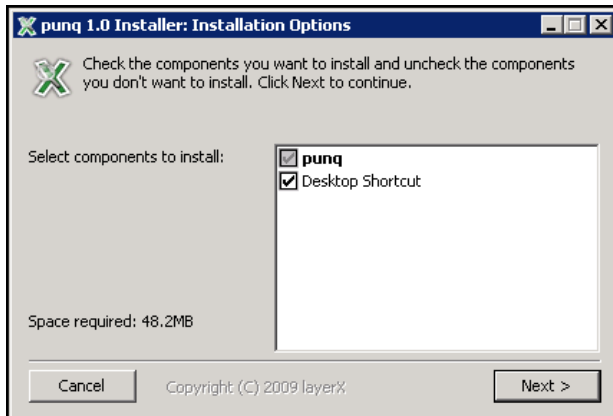 punq 1.0 Installer: Installation Options
Check the components you want to install and uncheck the components
you don't want to install. Click Next to continue.
Select components to install:
punq
Desktop Shortcut
Space required: 48.2MB
Cancel
Copyright (C) 2009 layerX
Next >